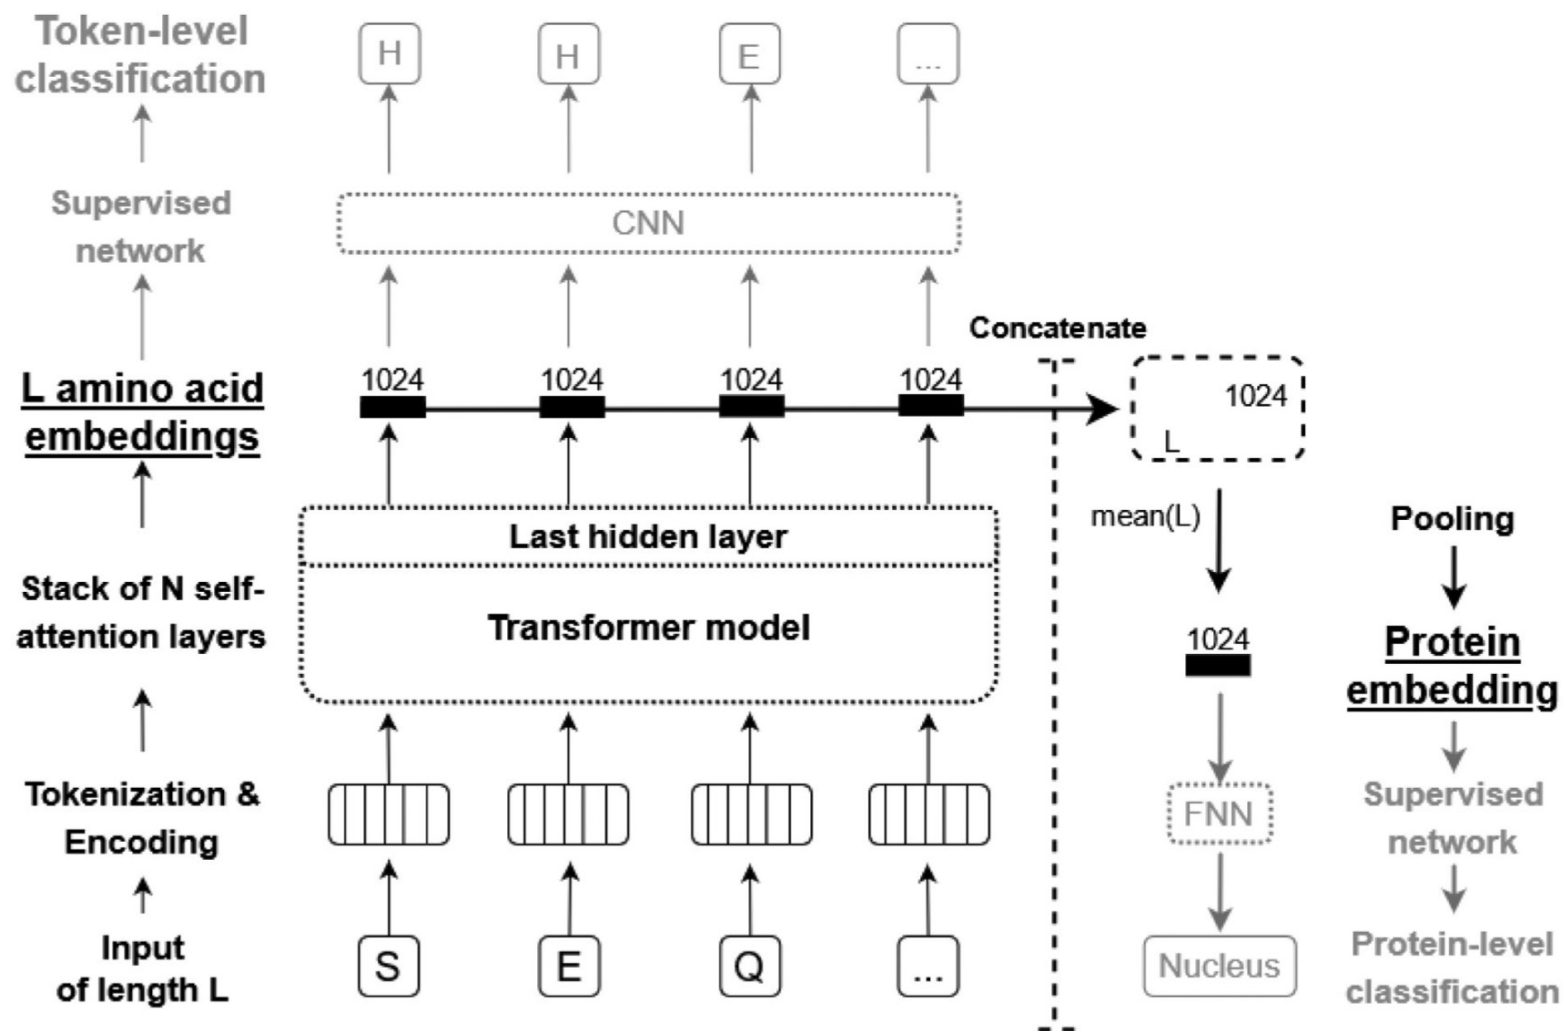 Token-level
classification
H
H
E
...
Supervised
network
CNN
Concatenate
L amino acid
embeddings
1024
1024
1024
1024
1024
L
mean(L)
Pooling
Last hidden layer
Stack of N self-
attention layers
Transformer model
1024
Protein
embedding
Tokenization &
Encoding
FNN
Supervised
network
Input
of length L
S
E
Q
...
Nucleus
Protein-level
classification